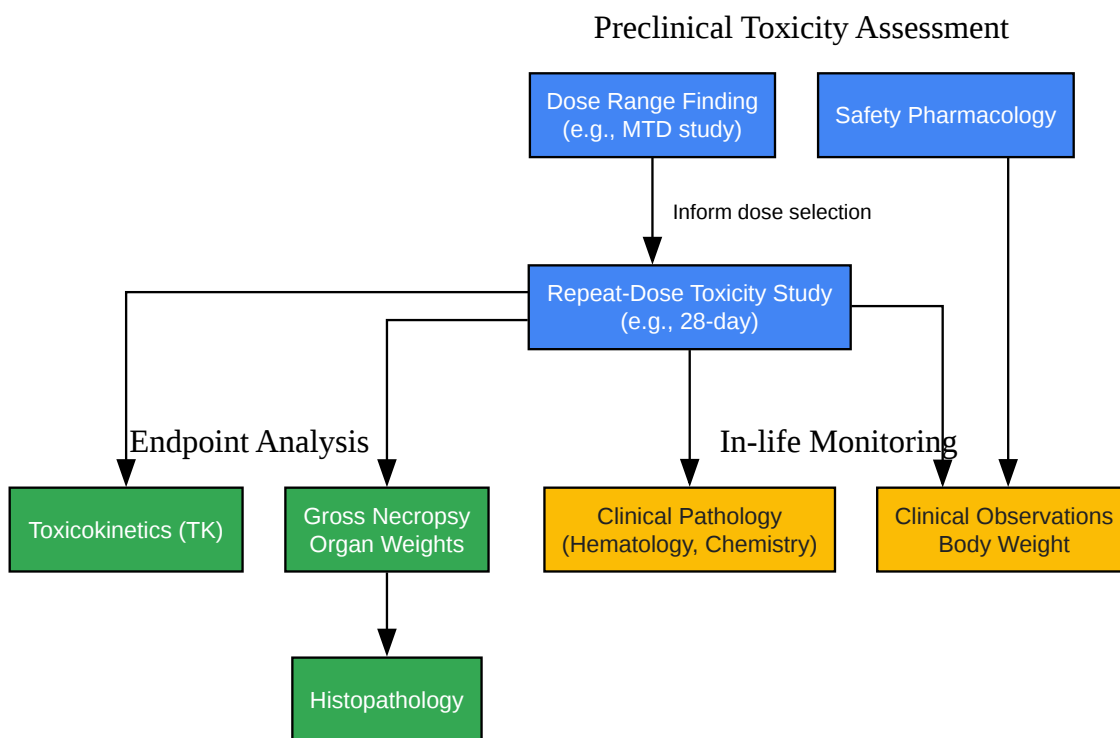 Preclinical Toxicity Assessment
Dose Range Finding
(e.g., MTD study)
Safety Pharmacology
Inform dose selection
Repeat-Dose Toxicity Study
(e.g., 28-day)
Endpoint Analysis
In-life Monitoring
Toxicokinetics (TK)
Gross Necropsy
Organ Weights
Clinical Pathology
(Hematology, Chemistry)
Clinical Observations
Body Weight
Histopathology